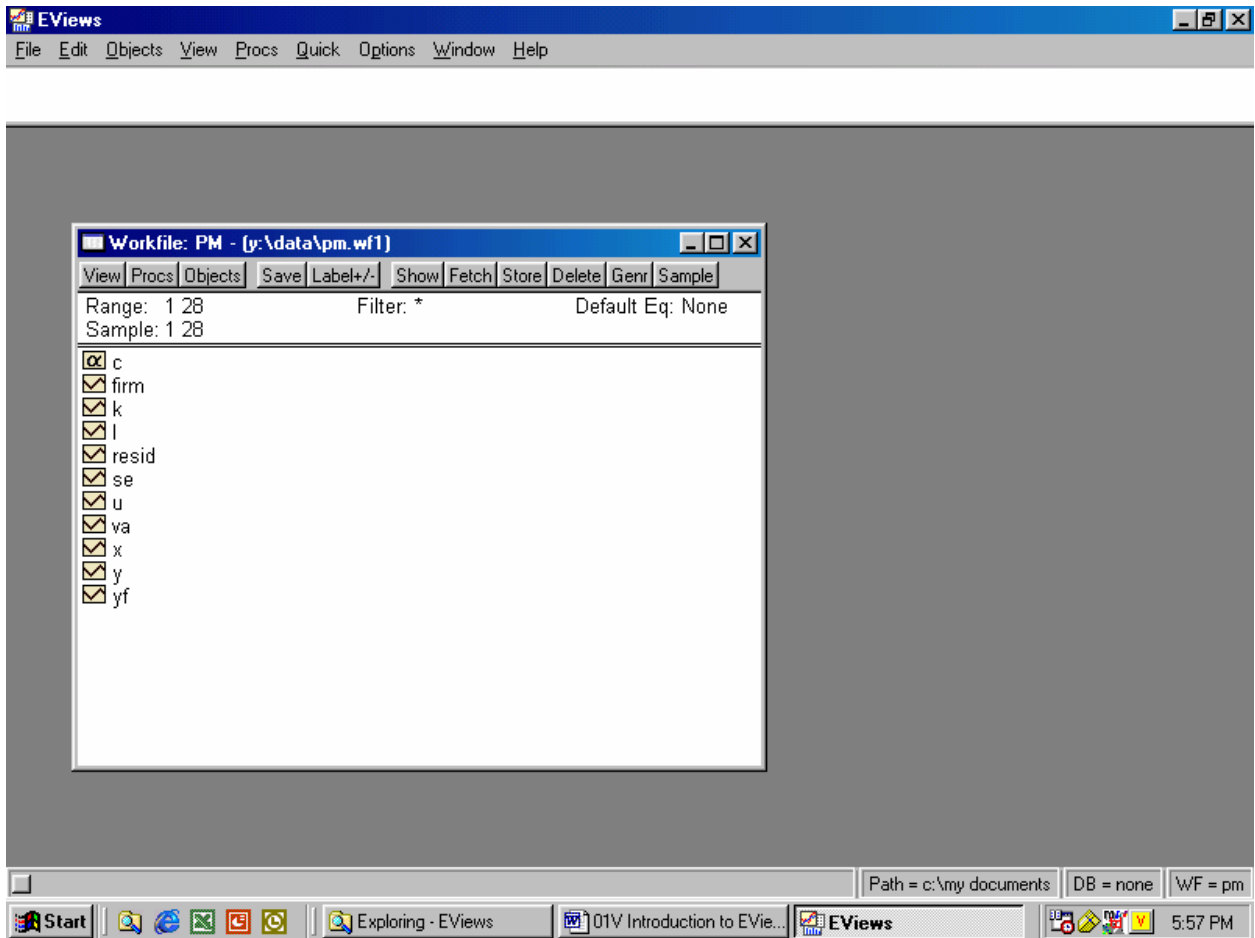 EViews
File Edit Objects View Procs Quick Options Window Help
Workfile: PM - (y:\data\pm.wf1)
View Procs Objects Save Label+/- Show Fetch Store Delete Genr Sample
Range: 1 28 Filter: * Default Eq: None
Sample: 1 28
α c
firm
k
l
resid
se
u
va
x
y
yf
Path = c:\my documents DB = none WF = pm
Start Exploring - EViews 01V Introduction to EVie... EViews 5:57 PM